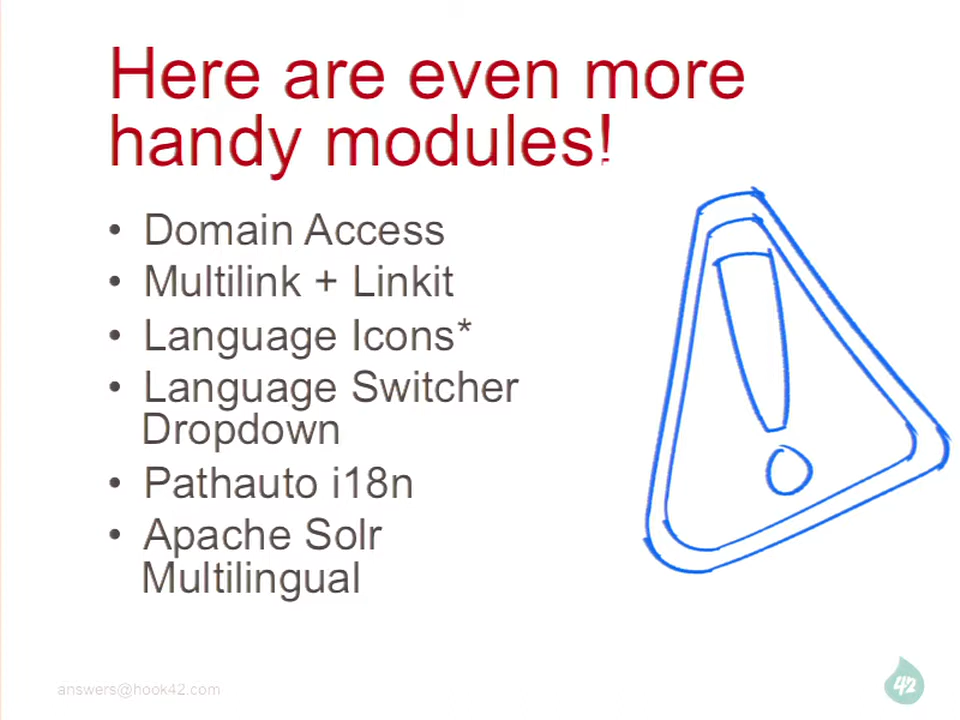 Here are even more
handy modules!
• Domain Access
• Multilink + Linkit
• Language Icons*
• Language Switcher
Dropdown
• Pathauto i18n
• Apache Solr
Multilingual
answers@hook42.com
42